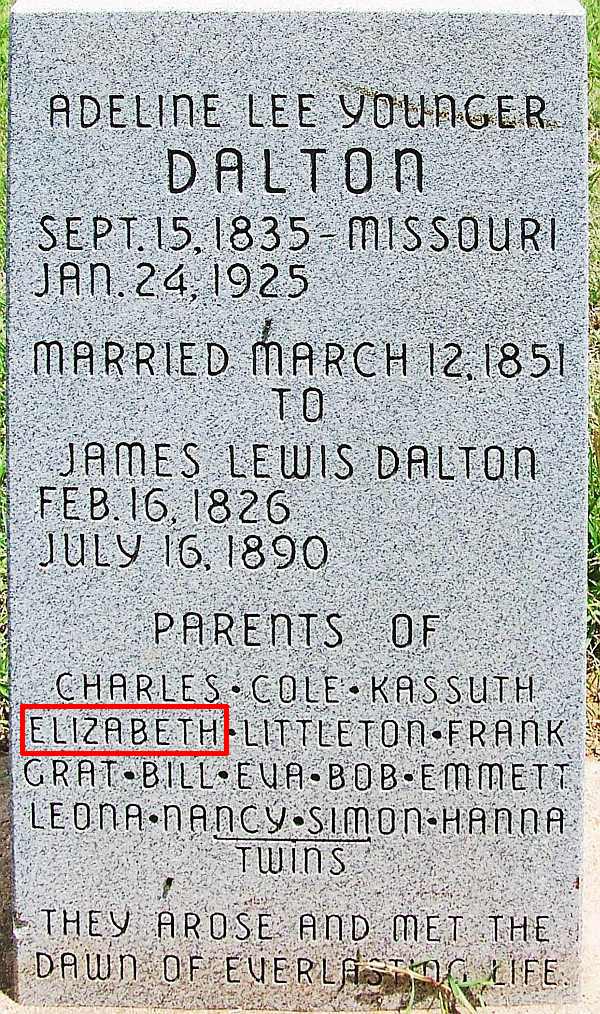 ADELINE LEE YOUNGER
DALTON
SEPT. 15, 1835 - MISSOURI
JAN. 24, 1925
MARRIED MARCH 12, 1851
TO
JAMES LEWIS DALTON
FEB. 16, 1826
JULY 16, 1890
PARENTS OF
CHARLES • COLE • KASSUTH
ELIZABETH • LITTLETON • FRANK
GRAT • BILL • EVA • BOB • EMMETT
LEONA • NANCY • SIMON • HANNA
TWINS
THEY AROSE AND MET THE
DAWN OF EVERLASTING LIFE.